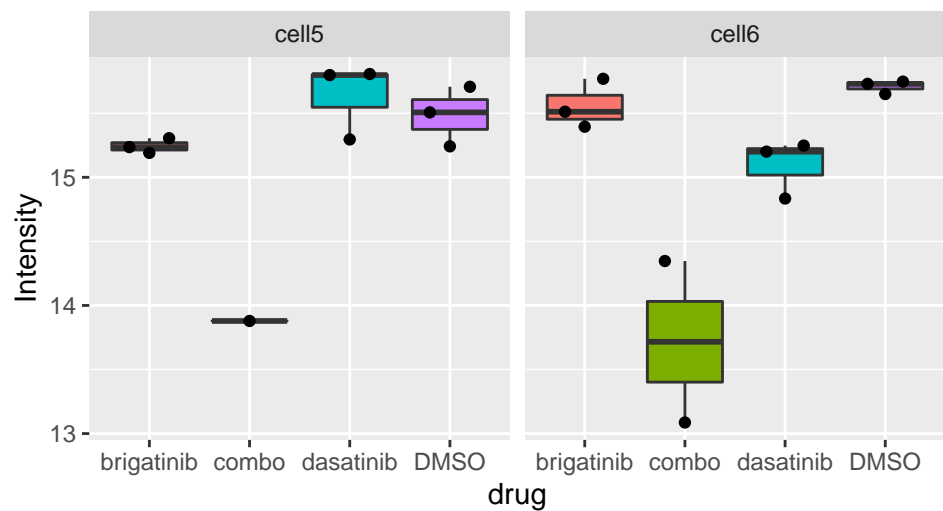 cell5
cell6
Intensity
15
14
13
brigatinib combo dasatinib DMSO
brigatinib combo dasatinib DMSO
drug